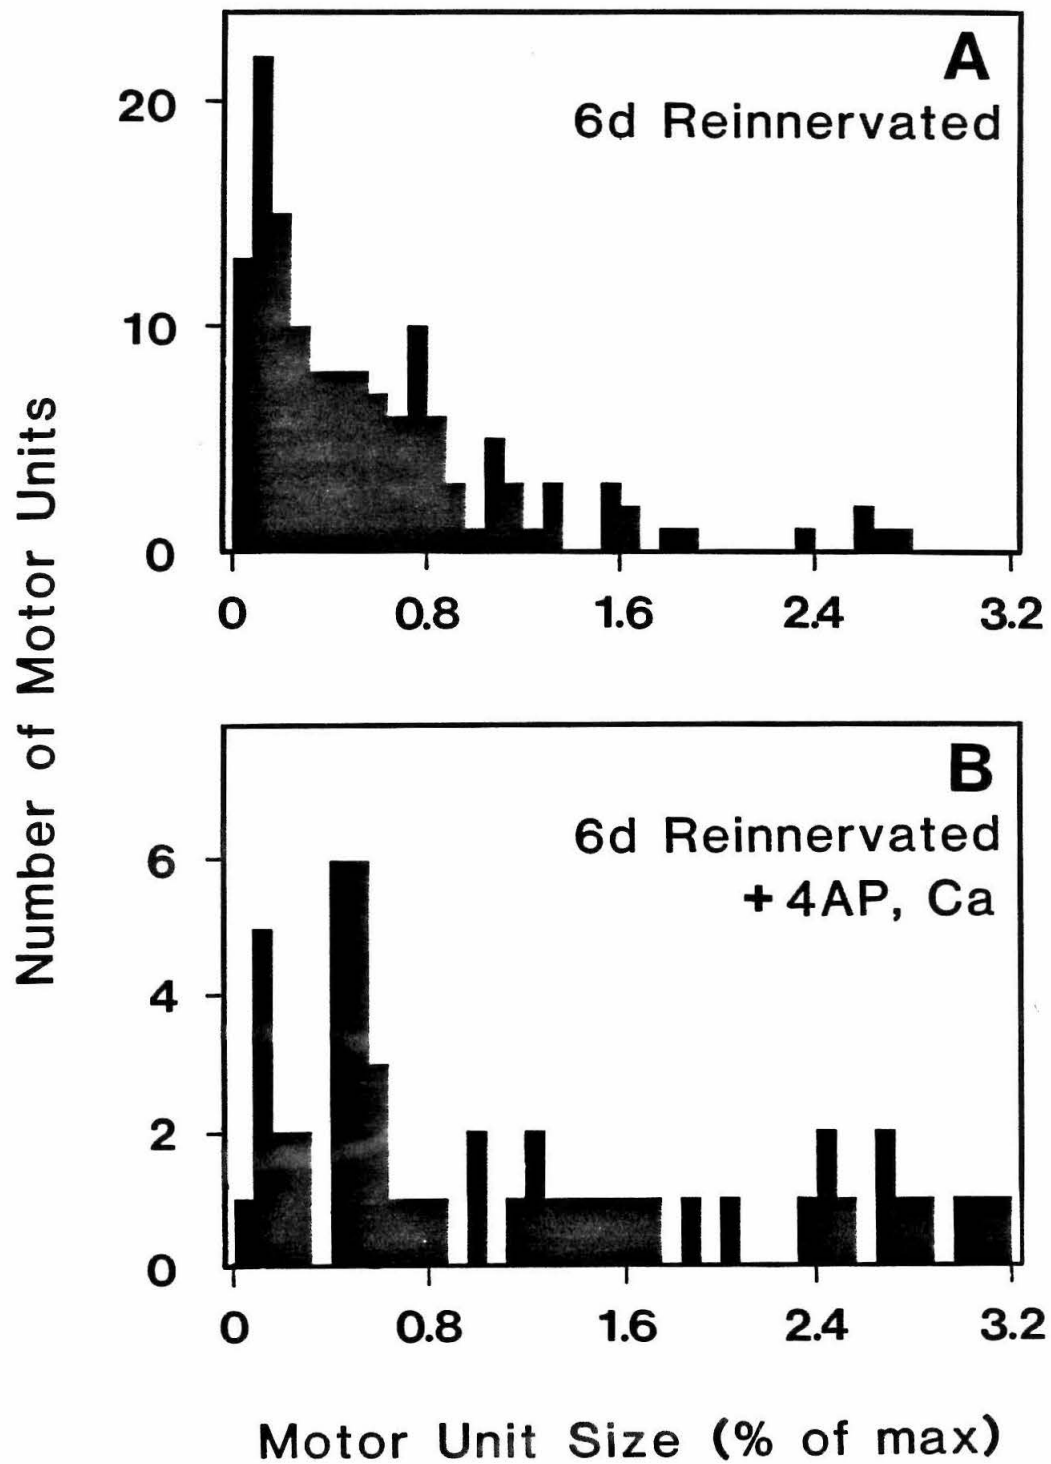 A
6d Reinnervated
20
10
0
0 0.8 1.6 2.4 3.2
Number of Motor Units
B
6d Reinnervated
+ 4AP, Ca
6
4
2
0
0 0.8 1.6 2.4 3.2
Motor Unit Size (% of max)